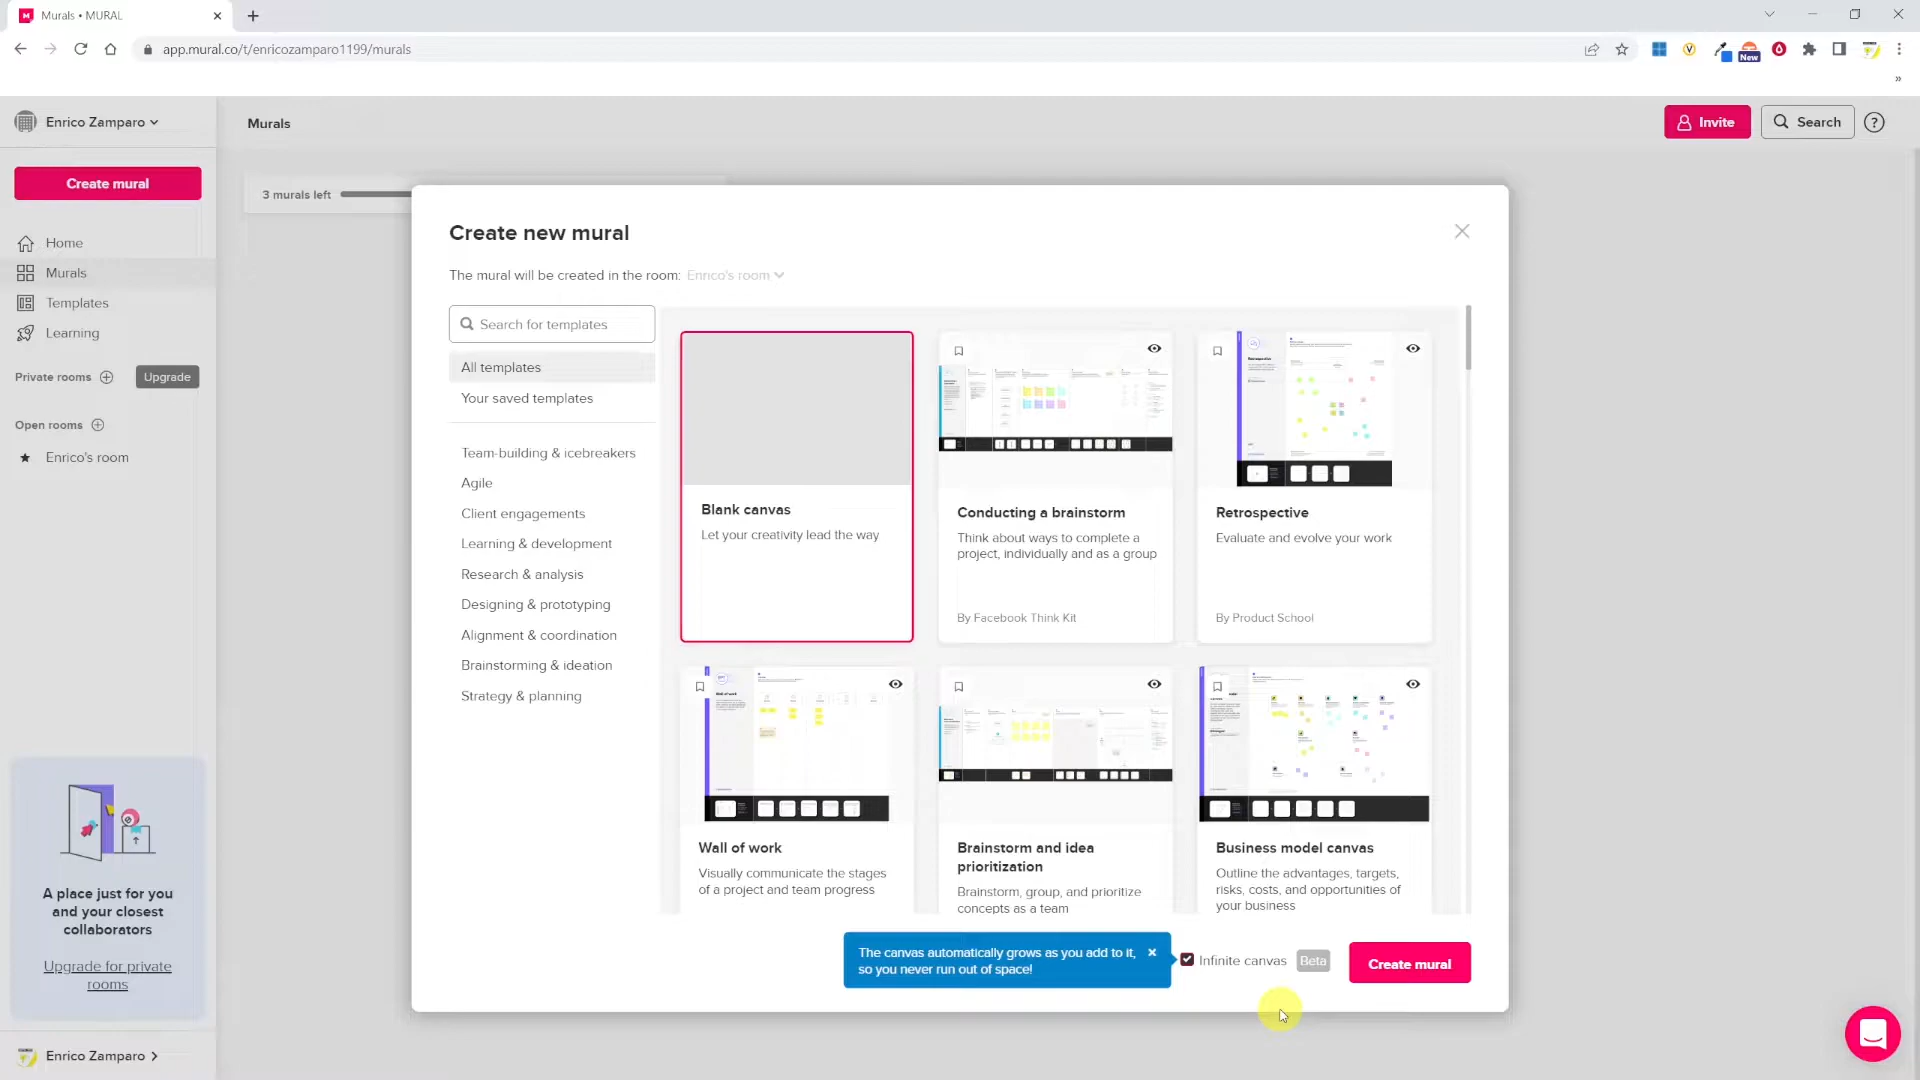 Murals • MURAL
app.mural.co/t/enricozamparo1199/murals
New
»
Enrico Zamparo
Murals
Invite
Search
?
Create mural
3 murals left
Home
Murals
Templates
Learning
Private rooms
Upgrade
Open rooms
Enrico's room
A place just for you
and your closest
collaborators
Upgrade for private
rooms
Enrico Zamparo
Create new mural
The mural will be created in the room: Enrico's room
Search for templates
All templates
Your saved templates
Team-building & icebreakers
Agile
Client engagements
Learning & development
Research & analysis
Designing & prototyping
Alignment & coordination
Brainstorming & ideation
Strategy & planning
Blank canvas
Let your creativity lead the way
Conducting a brainstorm
Think about ways to complete a
project, individually and as a group
By Facebook Think Kit
Retrospective
Retrospective
Evaluate and evolve your work
By Product School
Wall of work
Wall of work
Visually communicate the stages
of a project and team progress
Brainstorm and idea
prioritization
Brainstorm, group, and prioritize
concepts as a team
Business model canvas
Outline the advantages, targets,
risks, costs, and opportunities of
your business
The canvas automatically grows as you add to it,
so you never run out of space!
Infinite canvas
Beta
Create mural